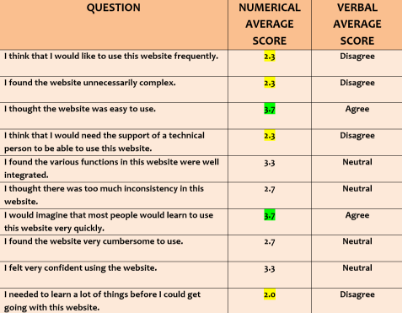 QUESTION NUMERICAL AVERAGE SCORE VERBAL AVERAGE SCORE
I think that I would like to use this website frequently. 2.3 Disagree
I found the website unnecessarily complex. 2.3 Disagree
I thought the website was easy to use. 3.7 Agree
I think that I would need the support of a technical 2.3 Disagree
person to be able to use this website.
I found the various functions in this website were well 3.3 Neutral
integrated.
I thought there was too much inconsistency in this 2.7 Neutral
website.
I would imagine that most people would learn to use 3.7 Agree
this website very quickly.
I found the website very cumbersome to use. 2.7 Neutral
I felt very confident using the website. 3.3 Neutral
I needed to learn a lot of things before I could get 2.0 Disagree
going with this website.